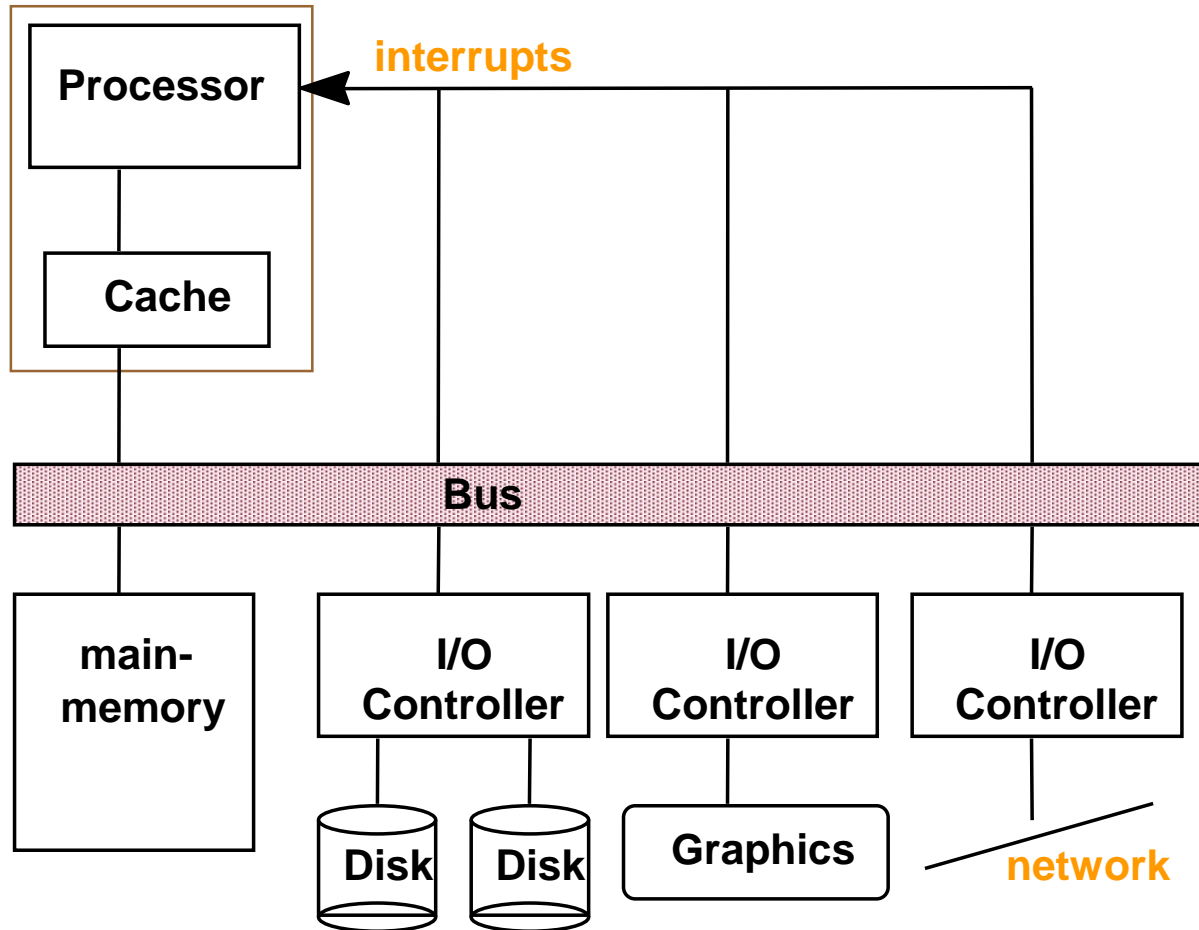 interrupts
Processor
Cache
Bus
main-
memory
I/O
Controller
I/O
Controller
I/O
Controller
Disk
Disk
Graphics
network